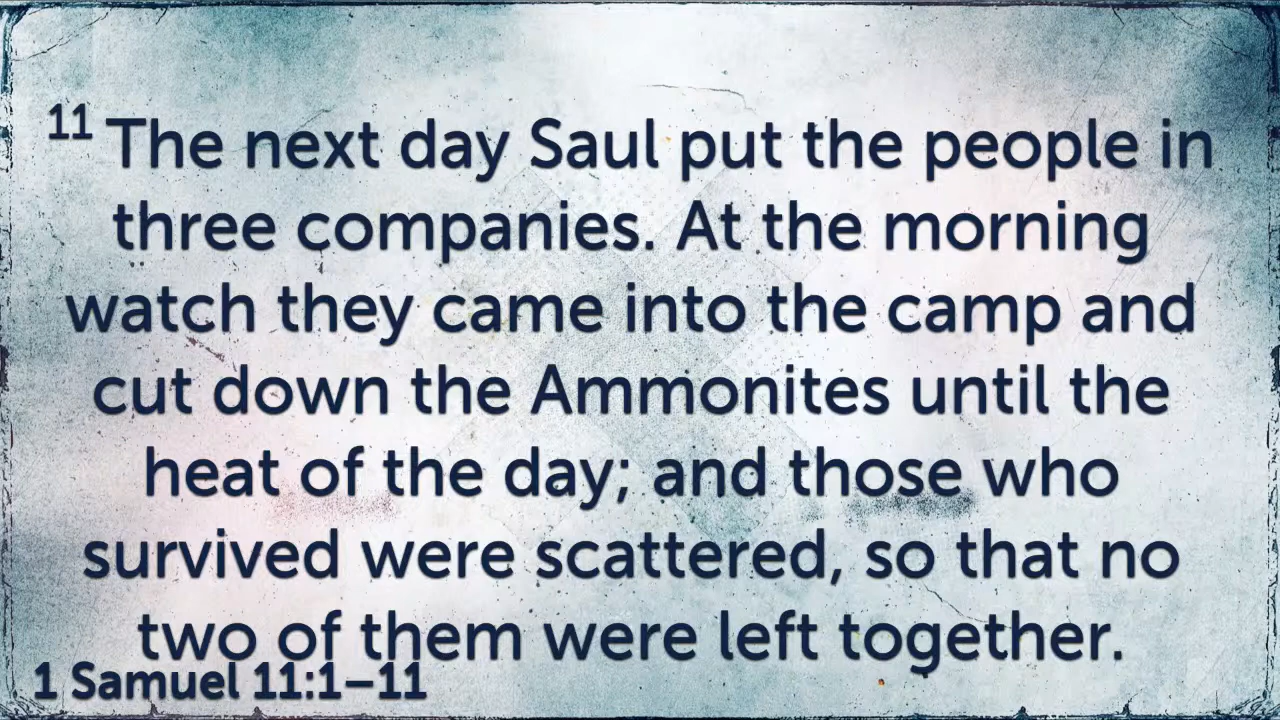 11 The next day Saul put the people in
three companies. At the morning
watch they came into the camp and
cut down the Ammonites until the
heat of the day; and those who
survived were scattered, so that no
two of them were left together.
1 Samuel 11:1–11